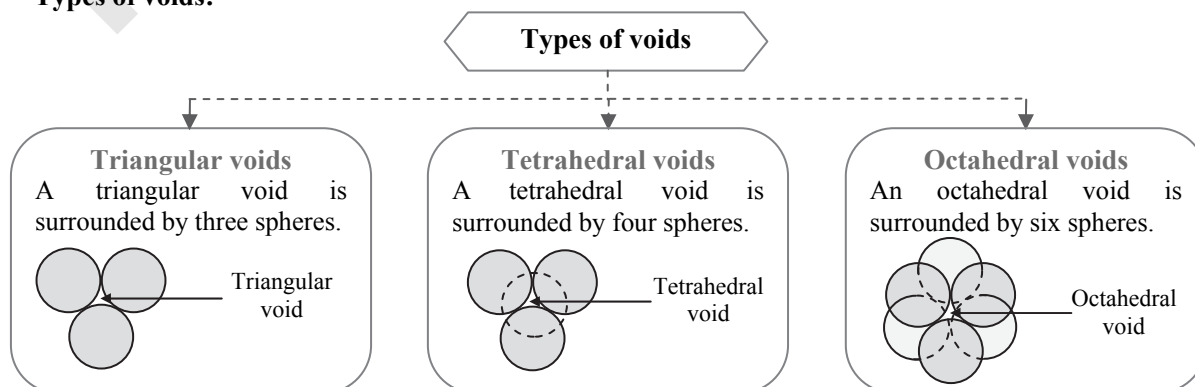 Types of voids:
Types of voids
Triangular voids
A triangular void is
surrounded by three spheres.
Triangular
void
Tetrahedral voids
A tetrahedral void is
surrounded by four spheres.
Tetrahedral
void
Octahedral voids
An octahedral void is
surrounded by six spheres.
Octahedral
void